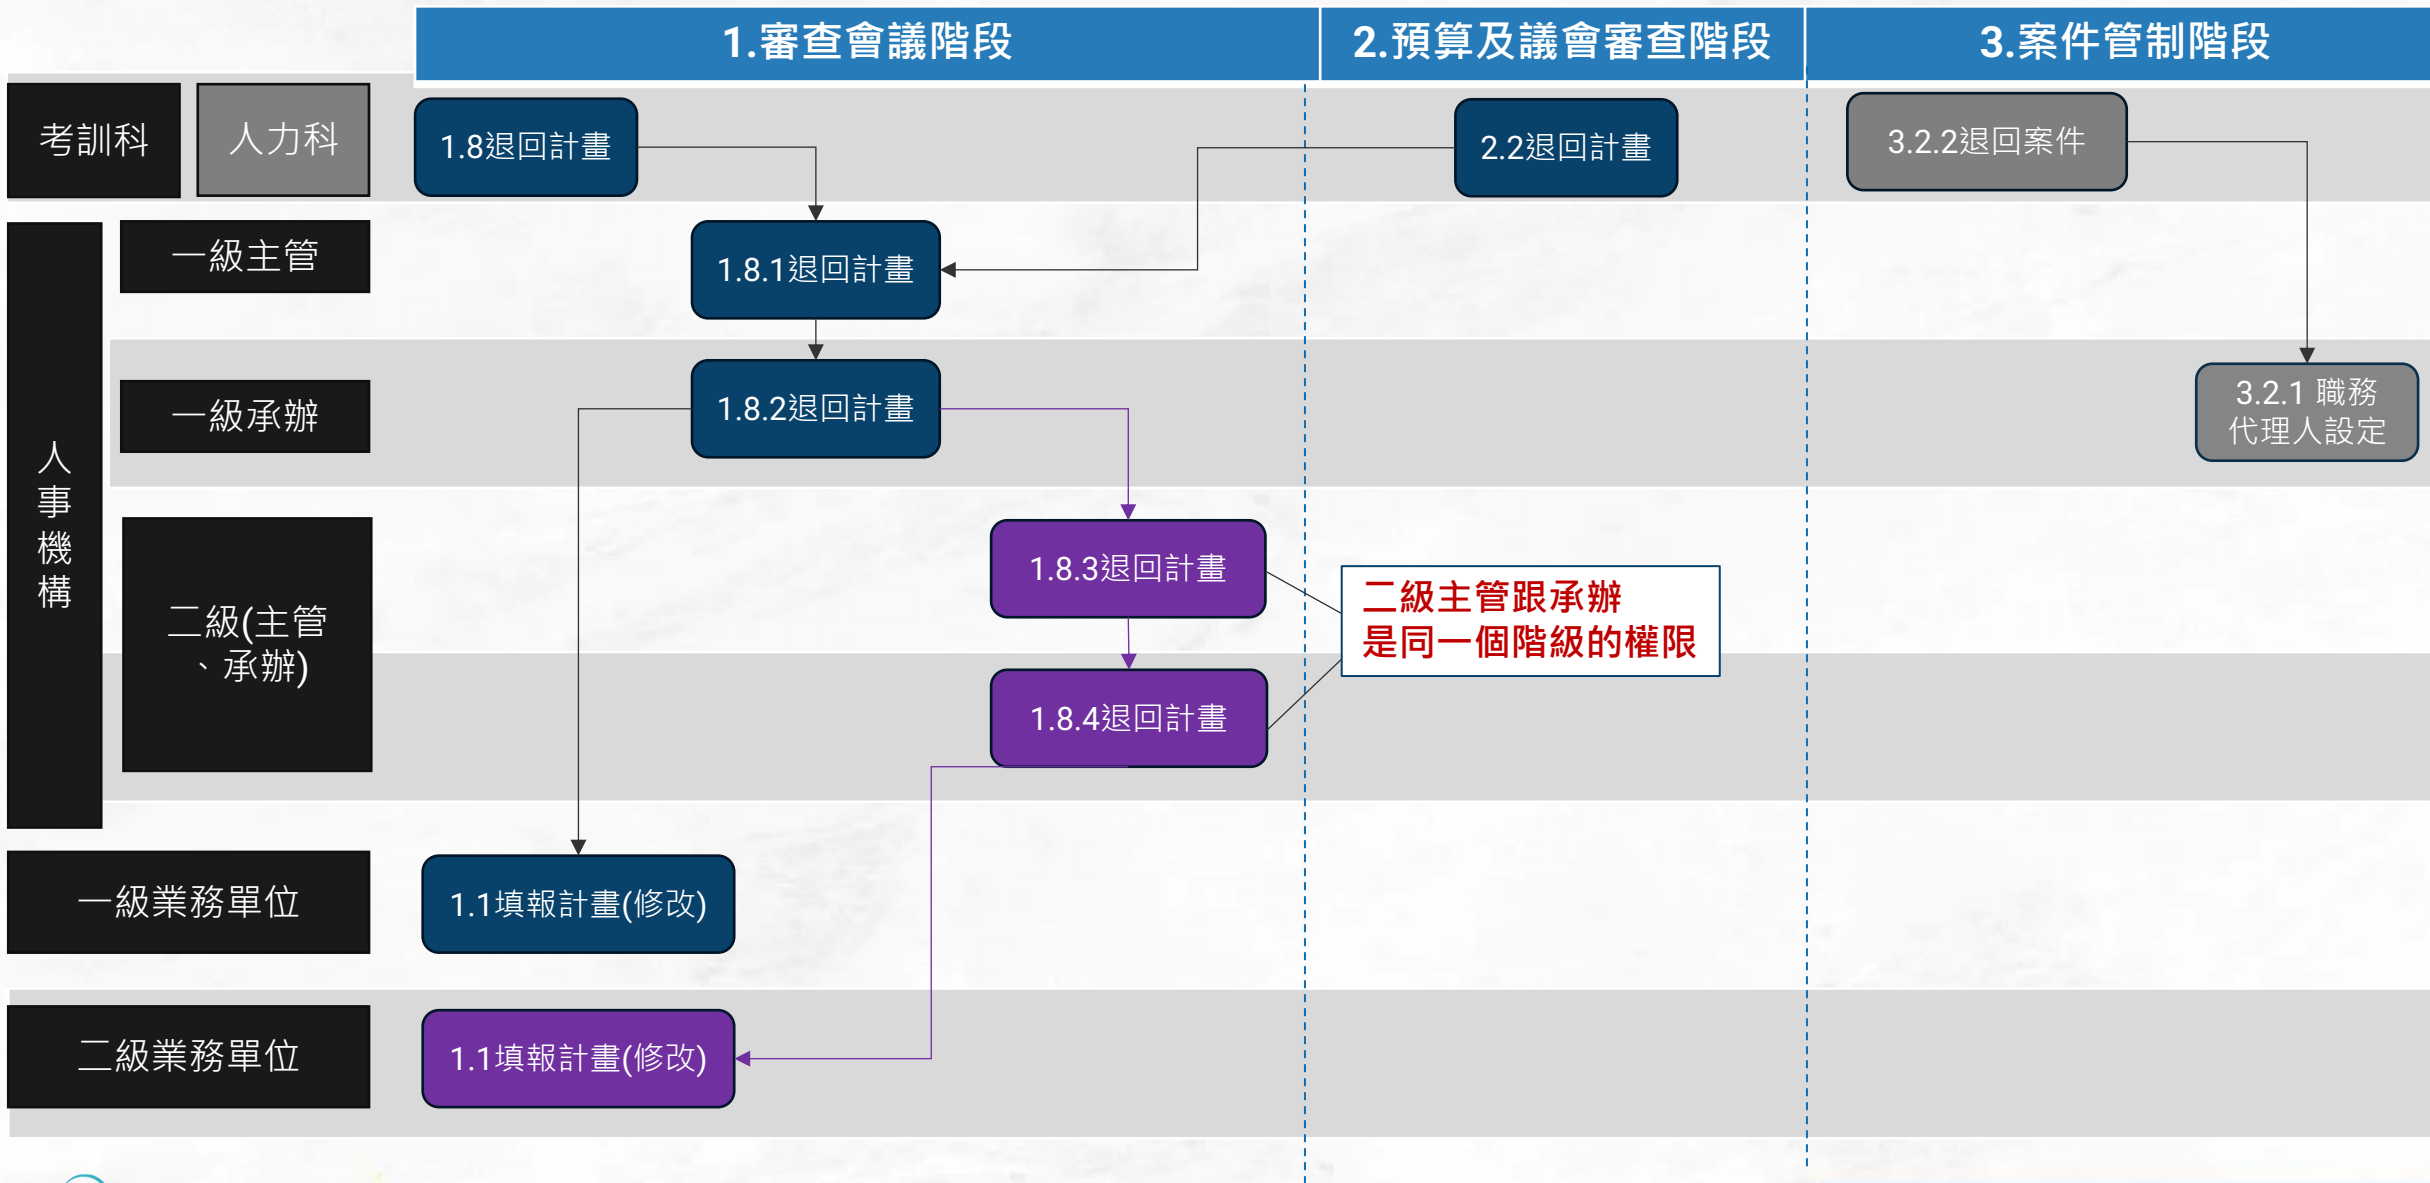 1.審查會議階段
2.預算及議會審查階段
3.案件管制階段
考訓科
人力科
1.8退回計畫
2.2退回計畫
3.2.2退回案件
人事機構
一級主管
1.8.1退回計畫
一級承辦
1.8.2退回計畫
3.2.1 職務
代理人設定
二級(主管
、承辦)
1.8.3退回計畫
二級主管跟承辦
是同一個階級的權限
1.8.4退回計畫
一級業務單位
1.1填報計畫(修改)
二級業務單位
1.1填報計畫(修改)